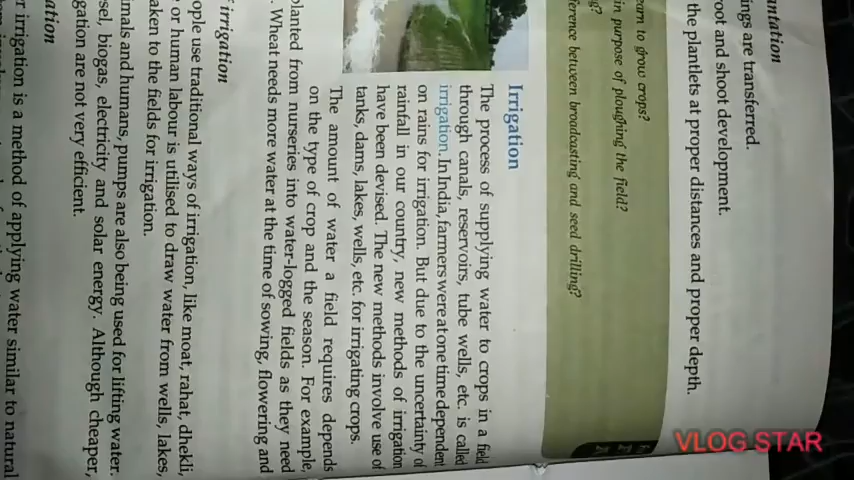 ntation
ings are transferred.
root and shoot development.
the plantlets at proper distances and proper depth.
earn to grow crops?
in purpose of ploughing the field?
g?
ference between broadcasting and seed drilling?
Irrigation
The process of supplying water to crops in a field
through canals, reservoirs, tube wells, etc. is called
irrigation. In India, farmers were at one time dependent
on rains for irrigation. But due to the uncertainty of
rainfall in our country, new methods of irrigation
have been devised. The new methods involve use of
tanks, dams, lakes, wells, etc. for irrigating crops.
The amount of water a field requires depends
on the type of crop and the season. For example,
planted from nurseries into water-logged fields as they need
. Wheat needs more water at the time of sowing, flowering and
f irrigation
ople use traditional ways of irrigation, like moat, rahat, dhekli,
or human labour is utilised to draw water from wells, lakes,
aken to the fields for irrigation.
imals and humans, pumps are also being used for lifting water.
sel, biogas, electricity and solar energy. Although cheaper,
gation are not very efficient.
ation
r irrigation is a method of applying water similar to natural
VLOG STAR